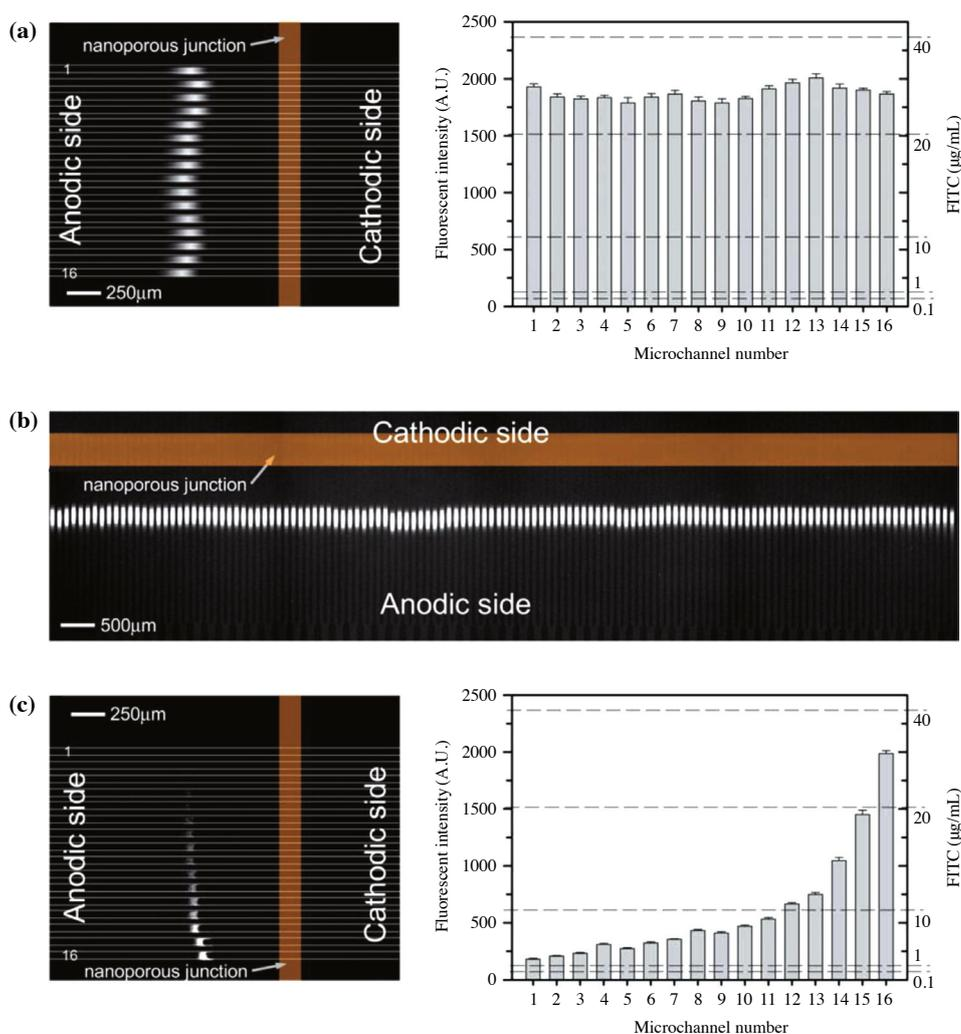 (a)
nanoporous junction
1
Anodic side
Cathodic side
16
250μm
2500
2000
1500
1000
500
0
Fluorescent intensity (A.U.)
40
20
10
1
0.1
FITC (μg/mL)
1 2 3 4 5 6 7 8 9 10 11 12 13 14 15 16
Microchannel number
(b)
Cathodic side
nanoporous junction
Anodic side
500μm
(c)
250μm
1
Anodic side
Cathodic side
16
nanoporous junction
2500
2000
1500
1000
500
0
Fluorescent intensity (A.U.)
40
20
10
1
0.1
FITC (μg/mL)
1 2 3 4 5 6 7 8 9 10 11 12 13 14 15 16
Microchannel number